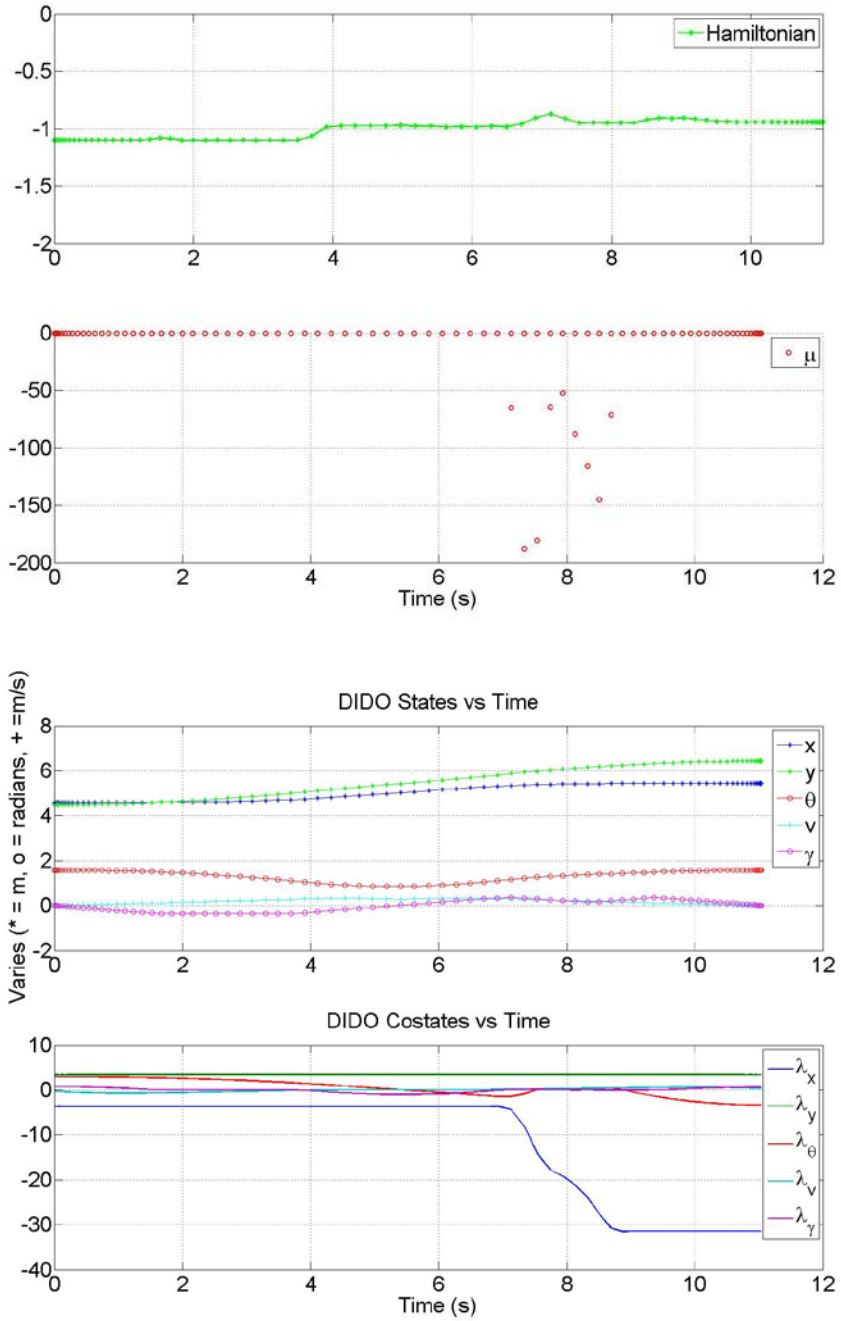 0
-0.5
-1
-1.5
-2
0 2 4 6 8 10
Hamiltonian
0
-50
-100
-150
-200
0 2 4 6 8 10 12
Time (s)
μ
Varies (* = m, o = radians, + =m/s)
DIDO States vs Time
8
6
4
2
0
-2
0 2 4 6 8 10 12
x
y
θ
v
γ
DIDO Costates vs Time
10
0
-10
-20
-30
-40
0 2 4 6 8 10 12
Time (s)
λx
λy
λθ
λv
λγ